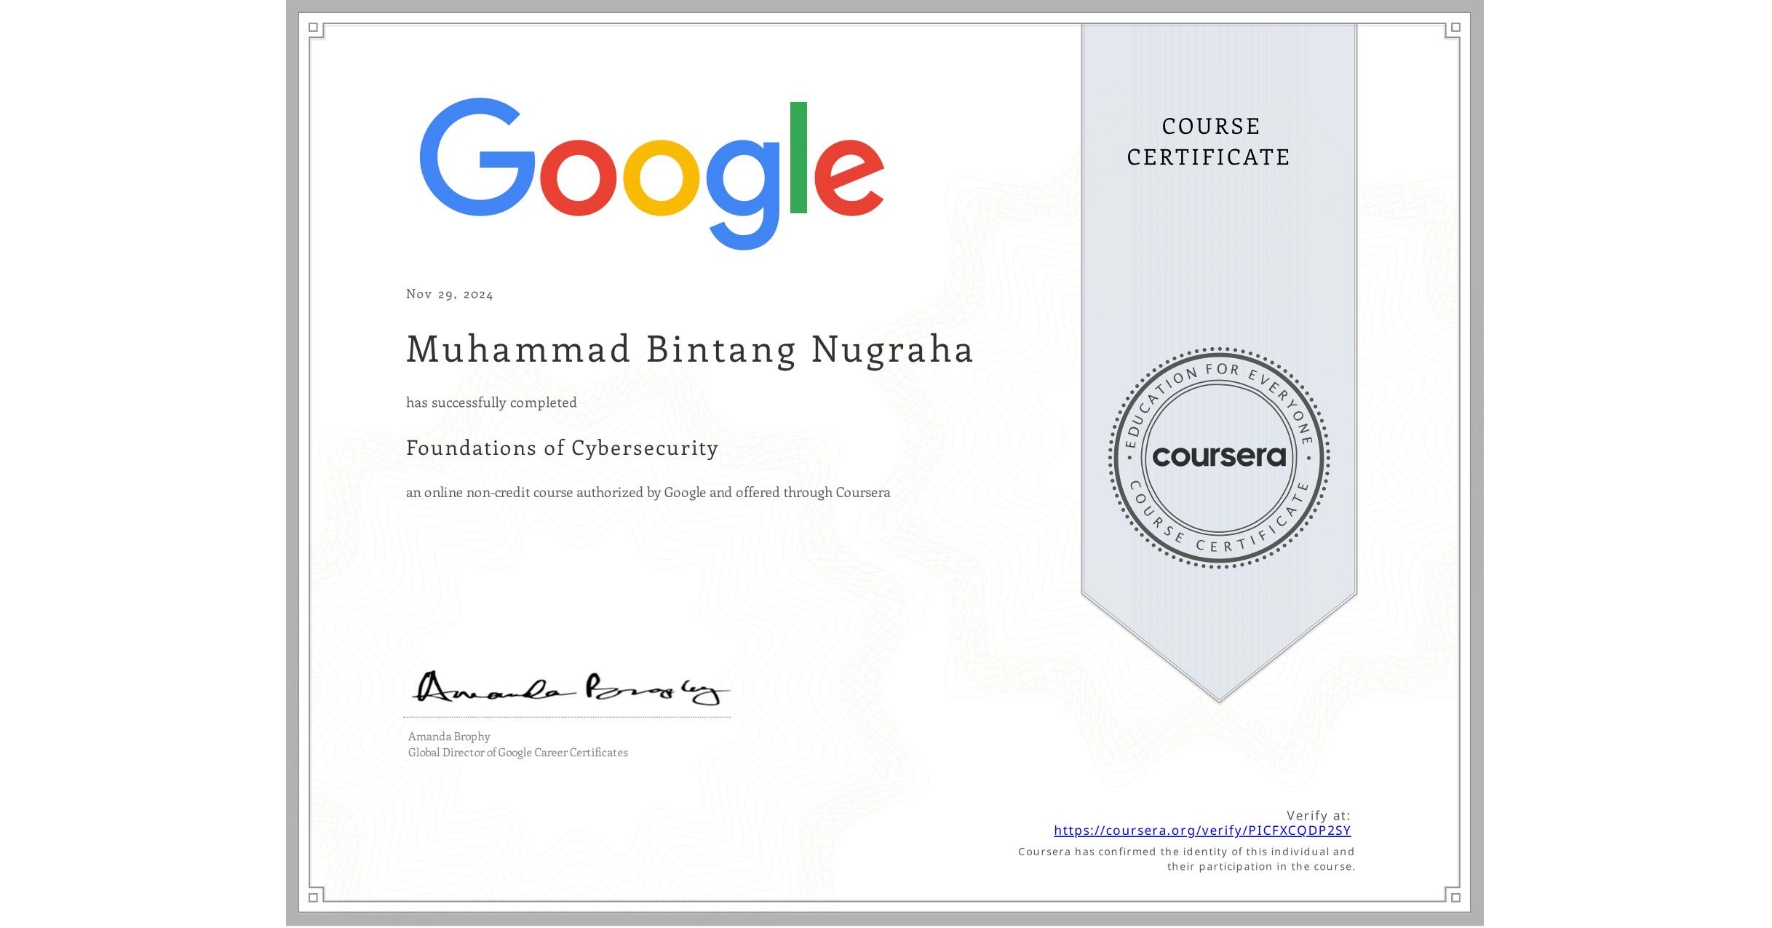 Google
COURSE
CERTIFICATE
Nov 29, 2024
Muhammad Bintang Nugraha
has successfully completed
Foundations of Cybersecurity
an online non-credit course authorized by Google and offered through Coursera
EDUCATION FOR EVERYONE
coursera
COURSE CERTIFICATE
Amanda Brophy
Amanda Brophy
Global Director of Google Career Certificates
Verify at:
https://coursera.org/verify/PICFXCQDP2SY
Coursera has confirmed the identity of this individual and
their participation in the course.